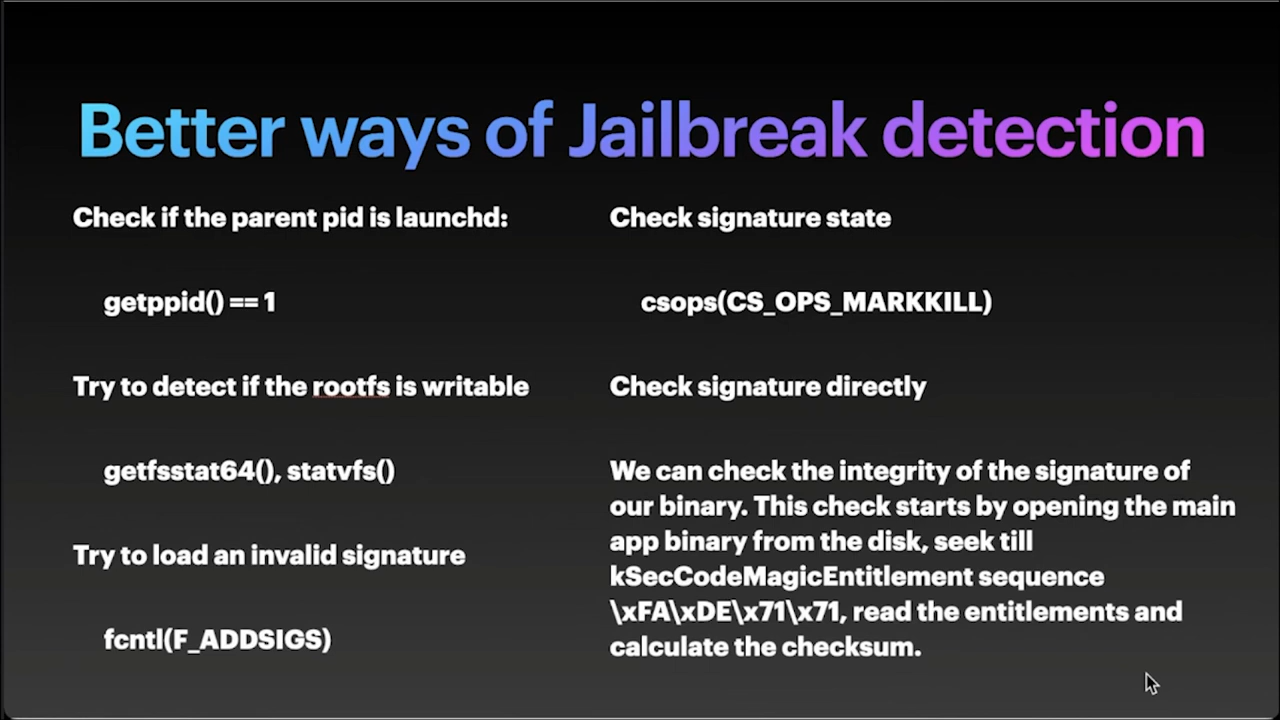 Better ways of Jailbreak detection
Check if the parent pid is launchd:
getppid() == 1
Try to detect if the rootfs is writable
getfsstat64(), statvfs()
Try to load an invalid signature
fcntl(F_ADDSIGS)
Check signature state
csops(CS_OPS_MARKKILL)
Check signature directly
We can check the integrity of the signature of
our binary. This check starts by opening the main
app binary from the disk, seek till
kSecCodeMagicEntitlement sequence
\xFA\xDE\x71\x71, read the entitlements and
calculate the checksum.